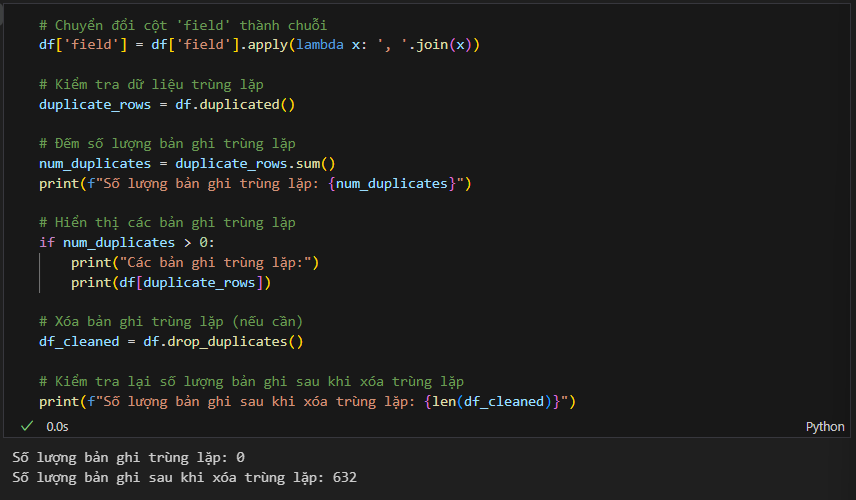 # Chuyển đổi cột 'field' thành chuỗi
df['field'] = df['field'].apply(lambda x: ', '.join(x))
# Kiểm tra dữ liệu trùng lặp
duplicate_rows = df.duplicated()
# Đếm số lượng bản ghi trùng lặp
num_duplicates = duplicate_rows.sum()
print(f"Số lượng bản ghi trùng lặp: {num_duplicates}")
# Hiển thị các bản ghi trùng lặp
if num_duplicates > 0:
    print("Các bản ghi trùng lặp:")
    print(df[duplicate_rows])
# Xóa bản ghi trùng lặp (nếu cần)
df_cleaned = df.drop_duplicates()
# Kiểm tra lại số lượng bản ghi sau khi xóa trùng lặp
print(f"Số lượng bản ghi sau khi xóa trùng lặp: {len(df_cleaned)}")
0.0s Python
Số lượng bản ghi trùng lặp: 0
Số lượng bản ghi sau khi xóa trùng lặp: 632